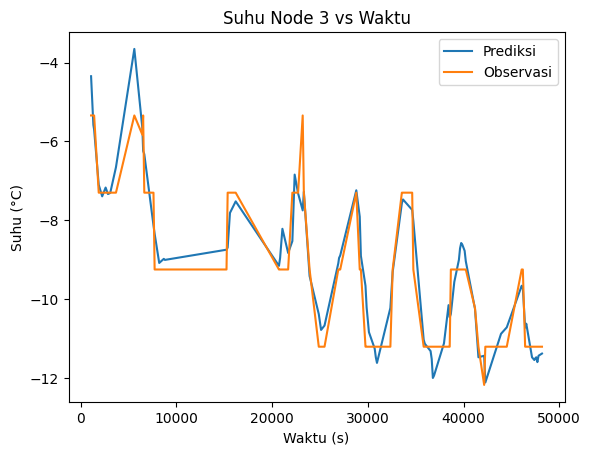 Suhu Node 3 vs Waktu
Prediksi
Observasi
Suhu (°C)
−4
−6
−8
−10
−12
0
10000
20000
30000
40000
50000
Waktu (s)